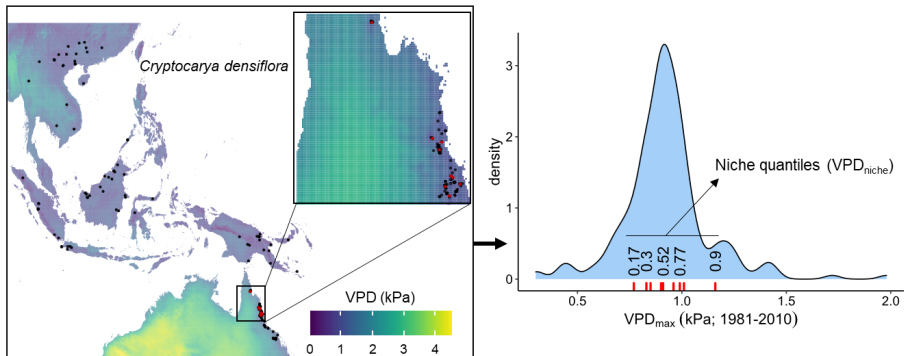 Cryptocarya densiflora
VPD (kPa)
0 1 2 3 4
density
3
2
1
0
Niche quantiles (VPDniche)
0.17
0.3
0.52
0.77
0.9
0.5 1.0 1.5 2.0
VPDmax (kPa; 1981-2010)